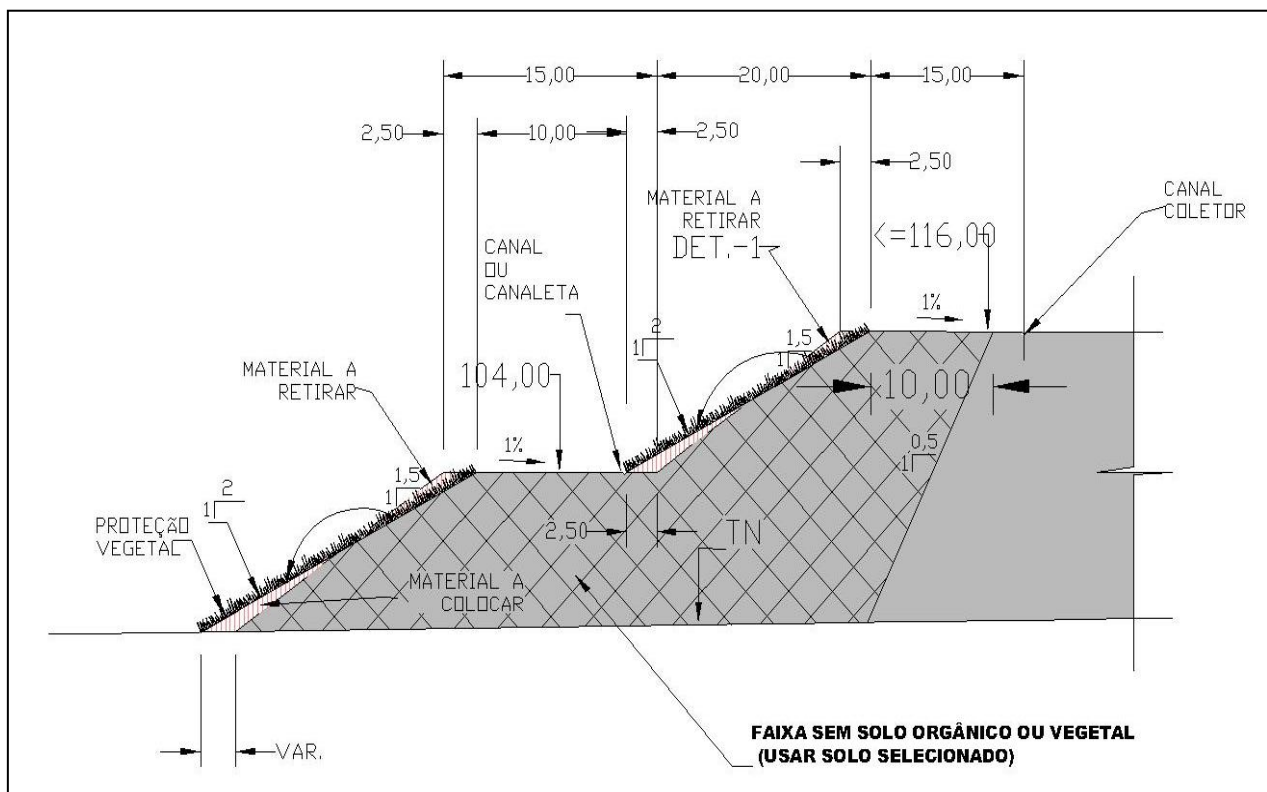 15,00
20,00
15,00
2,50
10,00
2,50
2,50
MATERIAL A
RETIRAR
DET.-1
CANAL
COLETOR
<=116,00
CANAL
OU
CANALETA
1%
2
1
1,5
1
MATERIAL A
RETIRAR
104,00
10,00
1%
0,5
1
1,5
1
2
1
PROTEÇÃO
VEGETAL
2,50
TN
MATERIAL A
COLOCAR
FAIXA SEM SOLO ORGÂNICO OU VEGETAL
(USAR SOLO SELECIONADO)
VAR.